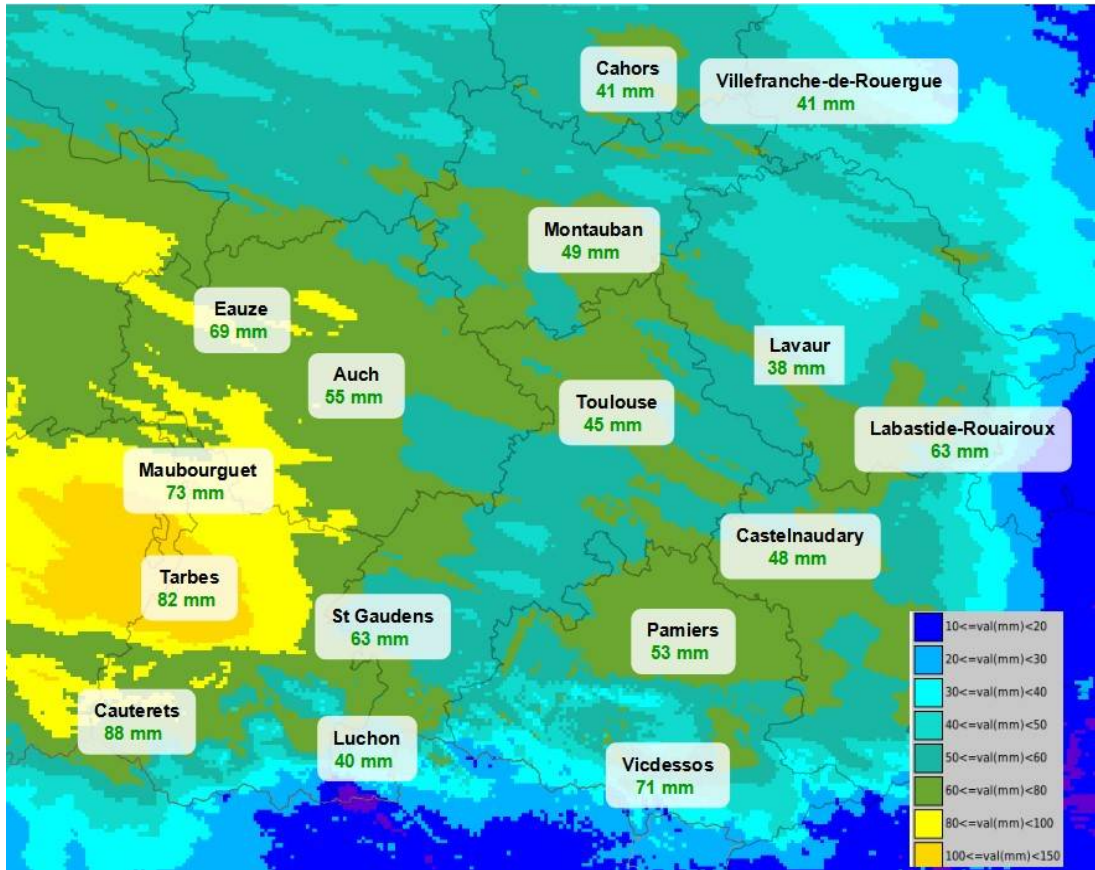 Cahors
41 mm
Villefranche-de-Rouergue
41 mm
Montauban
49 mm
Eauze
69 mm
Auch
55 mm
Toulouse
45 mm
Lavaur
38 mm
Labastide-Rouairoux
63 mm
Maubourguet
73 mm
Castelnaudary
48 mm
Tarbes
82 mm
St Gaudens
63 mm
Pamiers
53 mm
Cauterets
88 mm
Luchon
40 mm
Vicdessos
71 mm
10<=val(mm)<20
20<=val(mm)<30
30<=val(mm)<40
40<=val(mm)<50
50<=val(mm)<60
60<=val(mm)<80
80<=val(mm)<100
100<=val(mm)<150